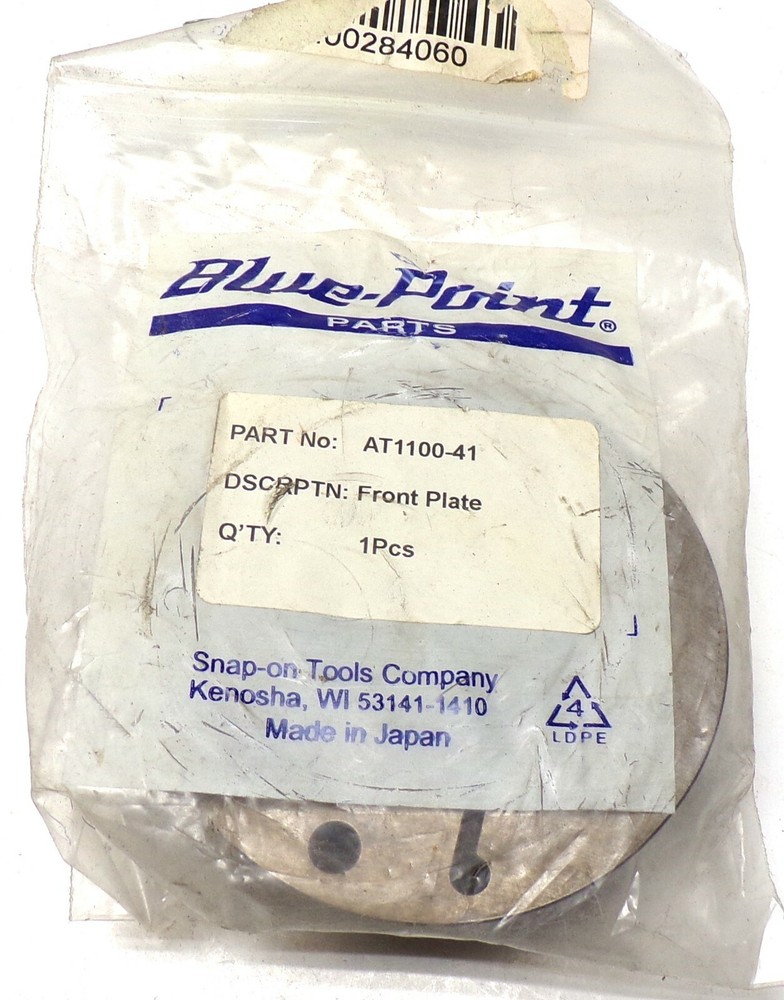 00284060
Blue-Point®
PARTS
PART No: AT1100-41
DSCRPTN: Front Plate
Q'TY: 1Pcs
Snap-on Tools Company
Kenosha, WI 53141-1410
Made in Japan
4
LDPE